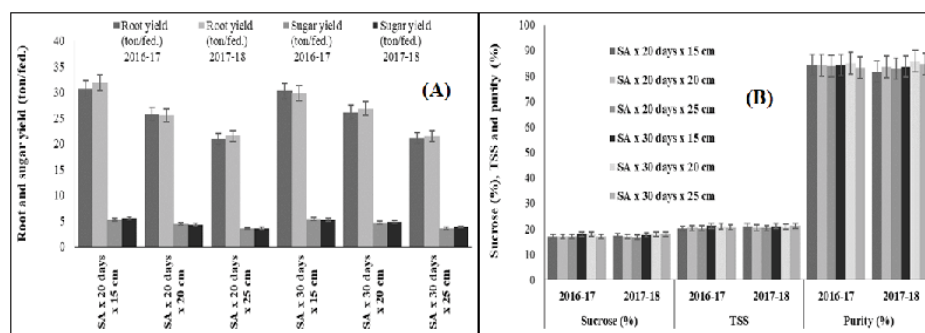 Root yield (ton/fed.) 2016-17
Root yield (ton/fed.) 2017-18
Sugar yield (ton/fed.) 2016-17
Sugar yield (ton/fed.) 2017-18
(A)
Root and sugar yield (ton/fed.)
40
35
30
25
20
15
10
5
0
SA x 20 days x 15 cm
SA x 20 days x 20 cm
SA x 20 days x 25 cm
SA x 30 days x 15 cm
SA x 30 days x 20 cm
SA x 30 days x 25 cm
(B)
Sucrose (%), TSS and purity (%)
100
90
80
70
60
50
40
30
20
10
0
SA x 20 days x 15 cm
SA x 20 days x 20 cm
SA x 20 days x 25 cm
SA x 30 days x 15 cm
SA x 30 days x 20 cm
SA x 30 days x 25 cm
2016-17 2017-18 2016-17 2017-18 2016-17 2017-18
Sucrose (%) TSS Purity (%)